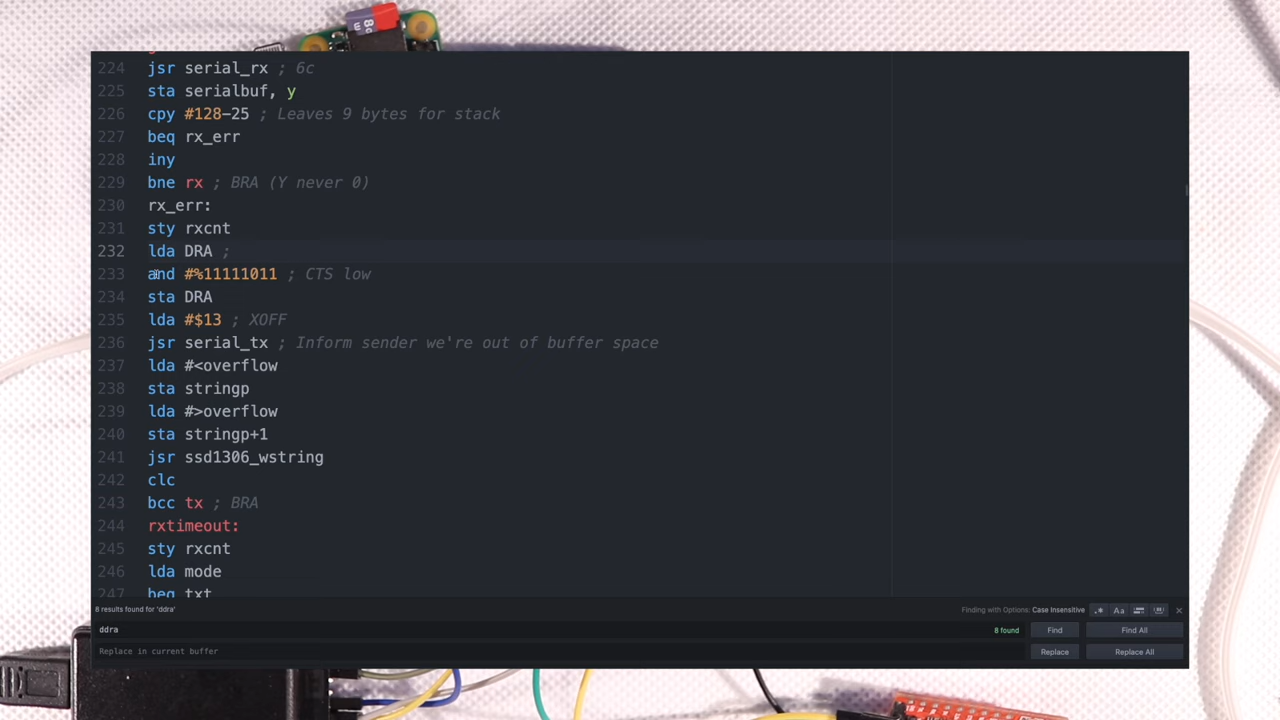 224 jsr serial_rx ; 6c
225 sta serialbuf, y
226 cpy #128-25 ; Leaves 9 bytes for stack
227 beq rx_err
228 iny
229 bne rx ; BRA (Y never 0)
230 rx_err:
231 sty rxcnt
232 lda DRA ;
233 and #%11111011 ; CTS low
234 sta DRA
235 lda #$13 ; XOFF
236 jsr serial_tx ; Inform sender we're out of buffer space
237 lda #<overflow
238 sta stringp
239 lda #>overflow
240 sta stringp+1
241 jsr ssd1306_wstring
242 clc
243 bcc tx ; BRA
244 rxtimeout:
245 sty rxcnt
246 lda mode
247 beq txt
8 results found for 'ddra' Finding with Options: Case Insensitive .* Aa
ddra 8 found Find Find All
Replace in current buffer Replace Replace All